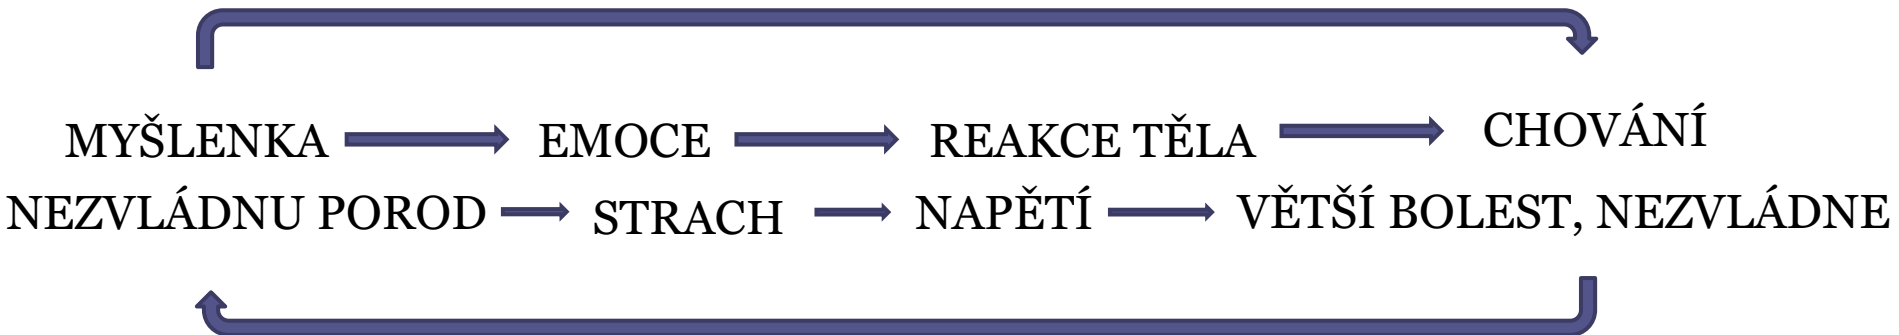 MYŠLENKA EMOCE REAKCE TĚLA CHOVÁNÍ
NEZVLÁDNU POROD STRACH NAPĚTÍ VĚTŠÍ BOLEST, NEZVLÁDNE